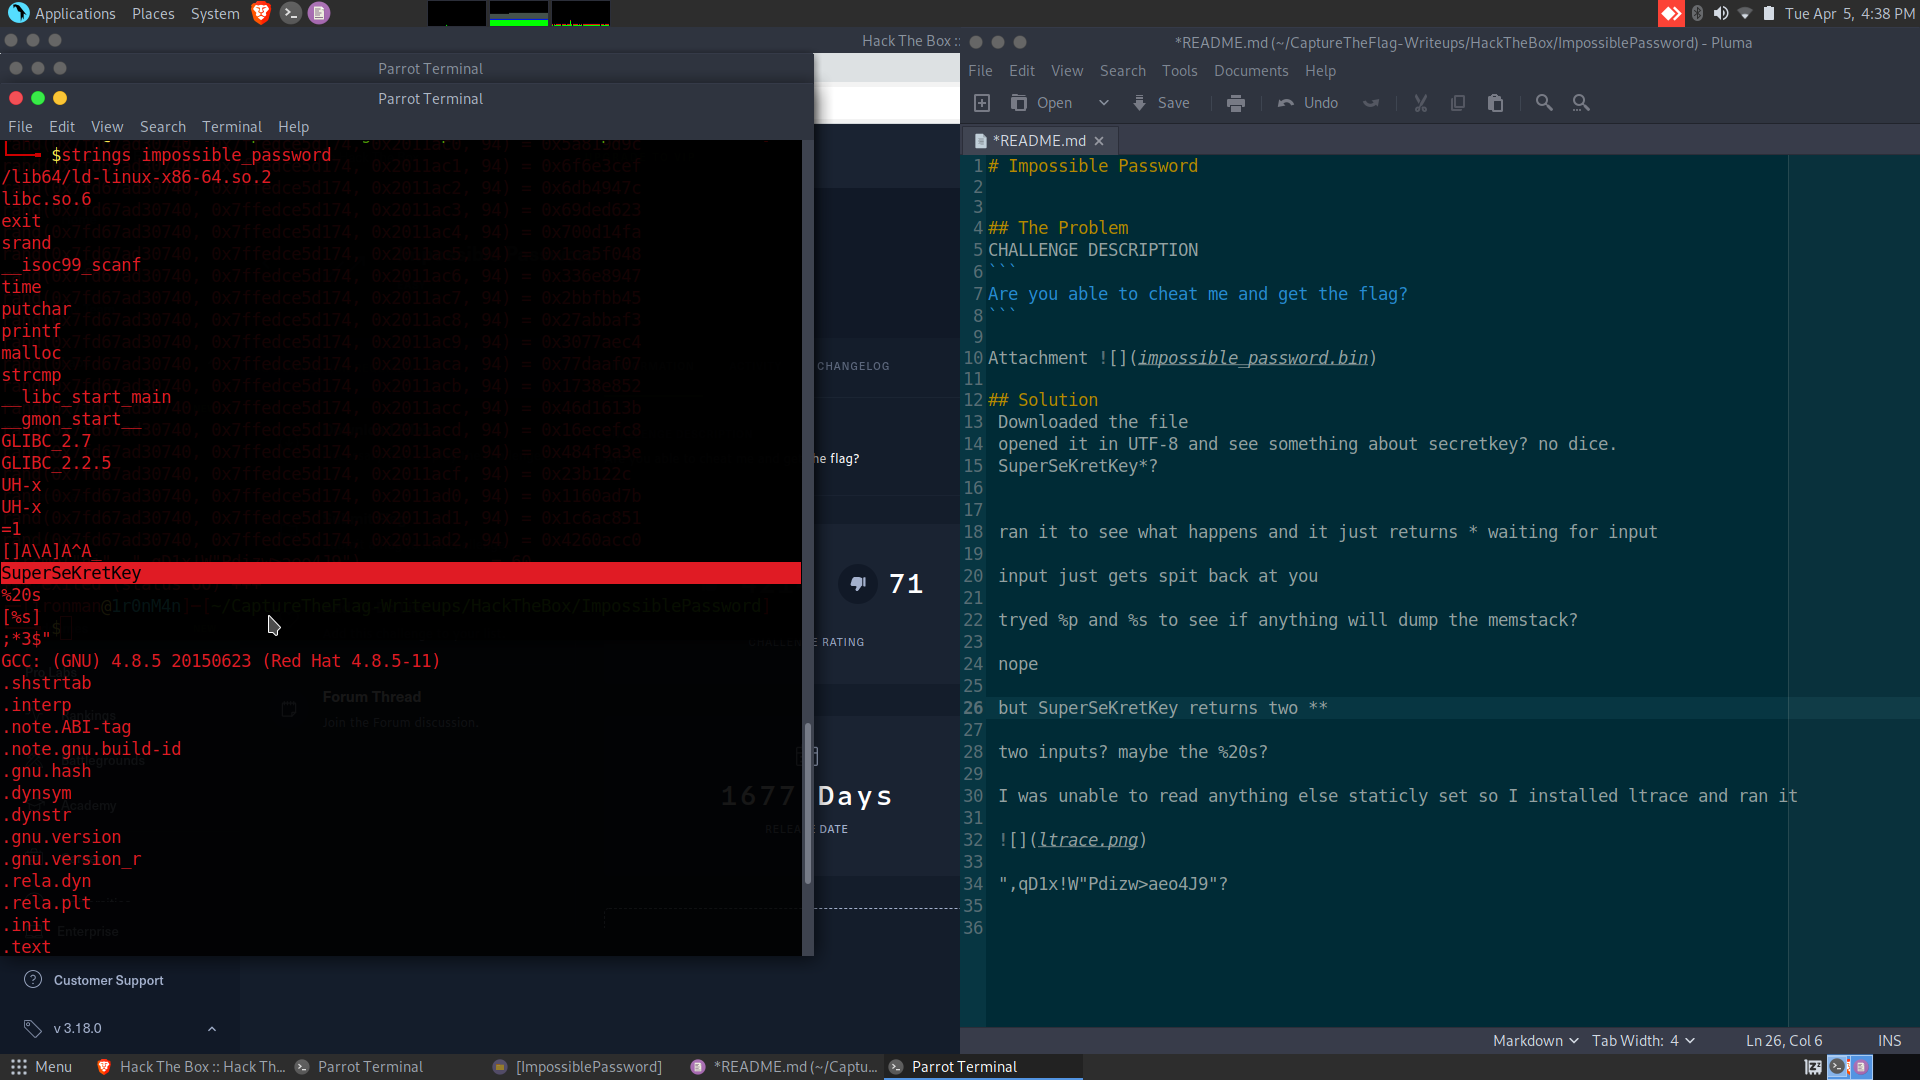 Applications Places System
Tue Apr 5, 4:38 PM
Hack The Box ::
Parrot Terminal
Parrot Terminal
File Edit View Search Terminal Help
$strings impossible_password
/lib64/ld-linux-x86-64.so.2
libc.so.6
exit
srand
__isoc99_scanf
time
putchar
printf
malloc
strcmp
__libc_start_main
__gmon_start__
GLIBC_2.7
GLIBC_2.2.5
UH-x
UH-x
=1
[]A\A]A^A_
SuperSeKretKey
%20s
[%s]
;*3$"
GCC: (GNU) 4.8.5 20150623 (Red Hat 4.8.5-11)
.shstrtab
.interp
.note.ABI-tag
.note.gnu.build-id
.gnu.hash
.dynsym
.dynstr
.gnu.version
.gnu.version_r
.rela.dyn
.rela.plt
.init
.text
@1r0nM4n
~/CaptureTheFlag-Writeups/HackTheBox/ImpossiblePassword
Forum Thread
Join the Forum discussion.
Academy
Enterprise
CHANGELOG
he flag?
71
CHALLENGE RATING
1677 Days
RELEASE DATE
Customer Support
v 3.18.0
*README.md (~/CaptureTheFlag-Writeups/HackTheBox/ImpossiblePassword) - Pluma
File Edit View Search Tools Documents Help
Open Save Undo
*README.md
1 # Impossible Password
2
3
4 ## The Problem
5 CHALLENGE DESCRIPTION
6 ```
7 Are you able to cheat me and get the flag?
8 ```
9
10 Attachment ![](impossible_password.bin)
11
12 ## Solution
13 Downloaded the file
14 opened it in UTF-8 and see something about secretkey? no dice.
15 SuperSeKretKey*?
16
17
18 ran it to see what happens and it just returns * waiting for input
19
20 input just gets spit back at you
21
22 tryed %p and %s to see if anything will dump the memstack?
23
24 nope
25
26 but SuperSeKretKey returns two **
27
28 two inputs? maybe the %20s?
29
30 I was unable to read anything else staticly set so I installed ltrace and ran it
31
32 ![](ltrace.png)
33
34 ",qD1x!W"Pdizw>aeo4J9"?
35
36
Markdown Tab Width: 4 Ln 26, Col 6 INS
Menu Hack The Box :: Hack Th... Parrot Terminal [ImpossiblePassword] *README.md (~/Captu... Parrot Terminal